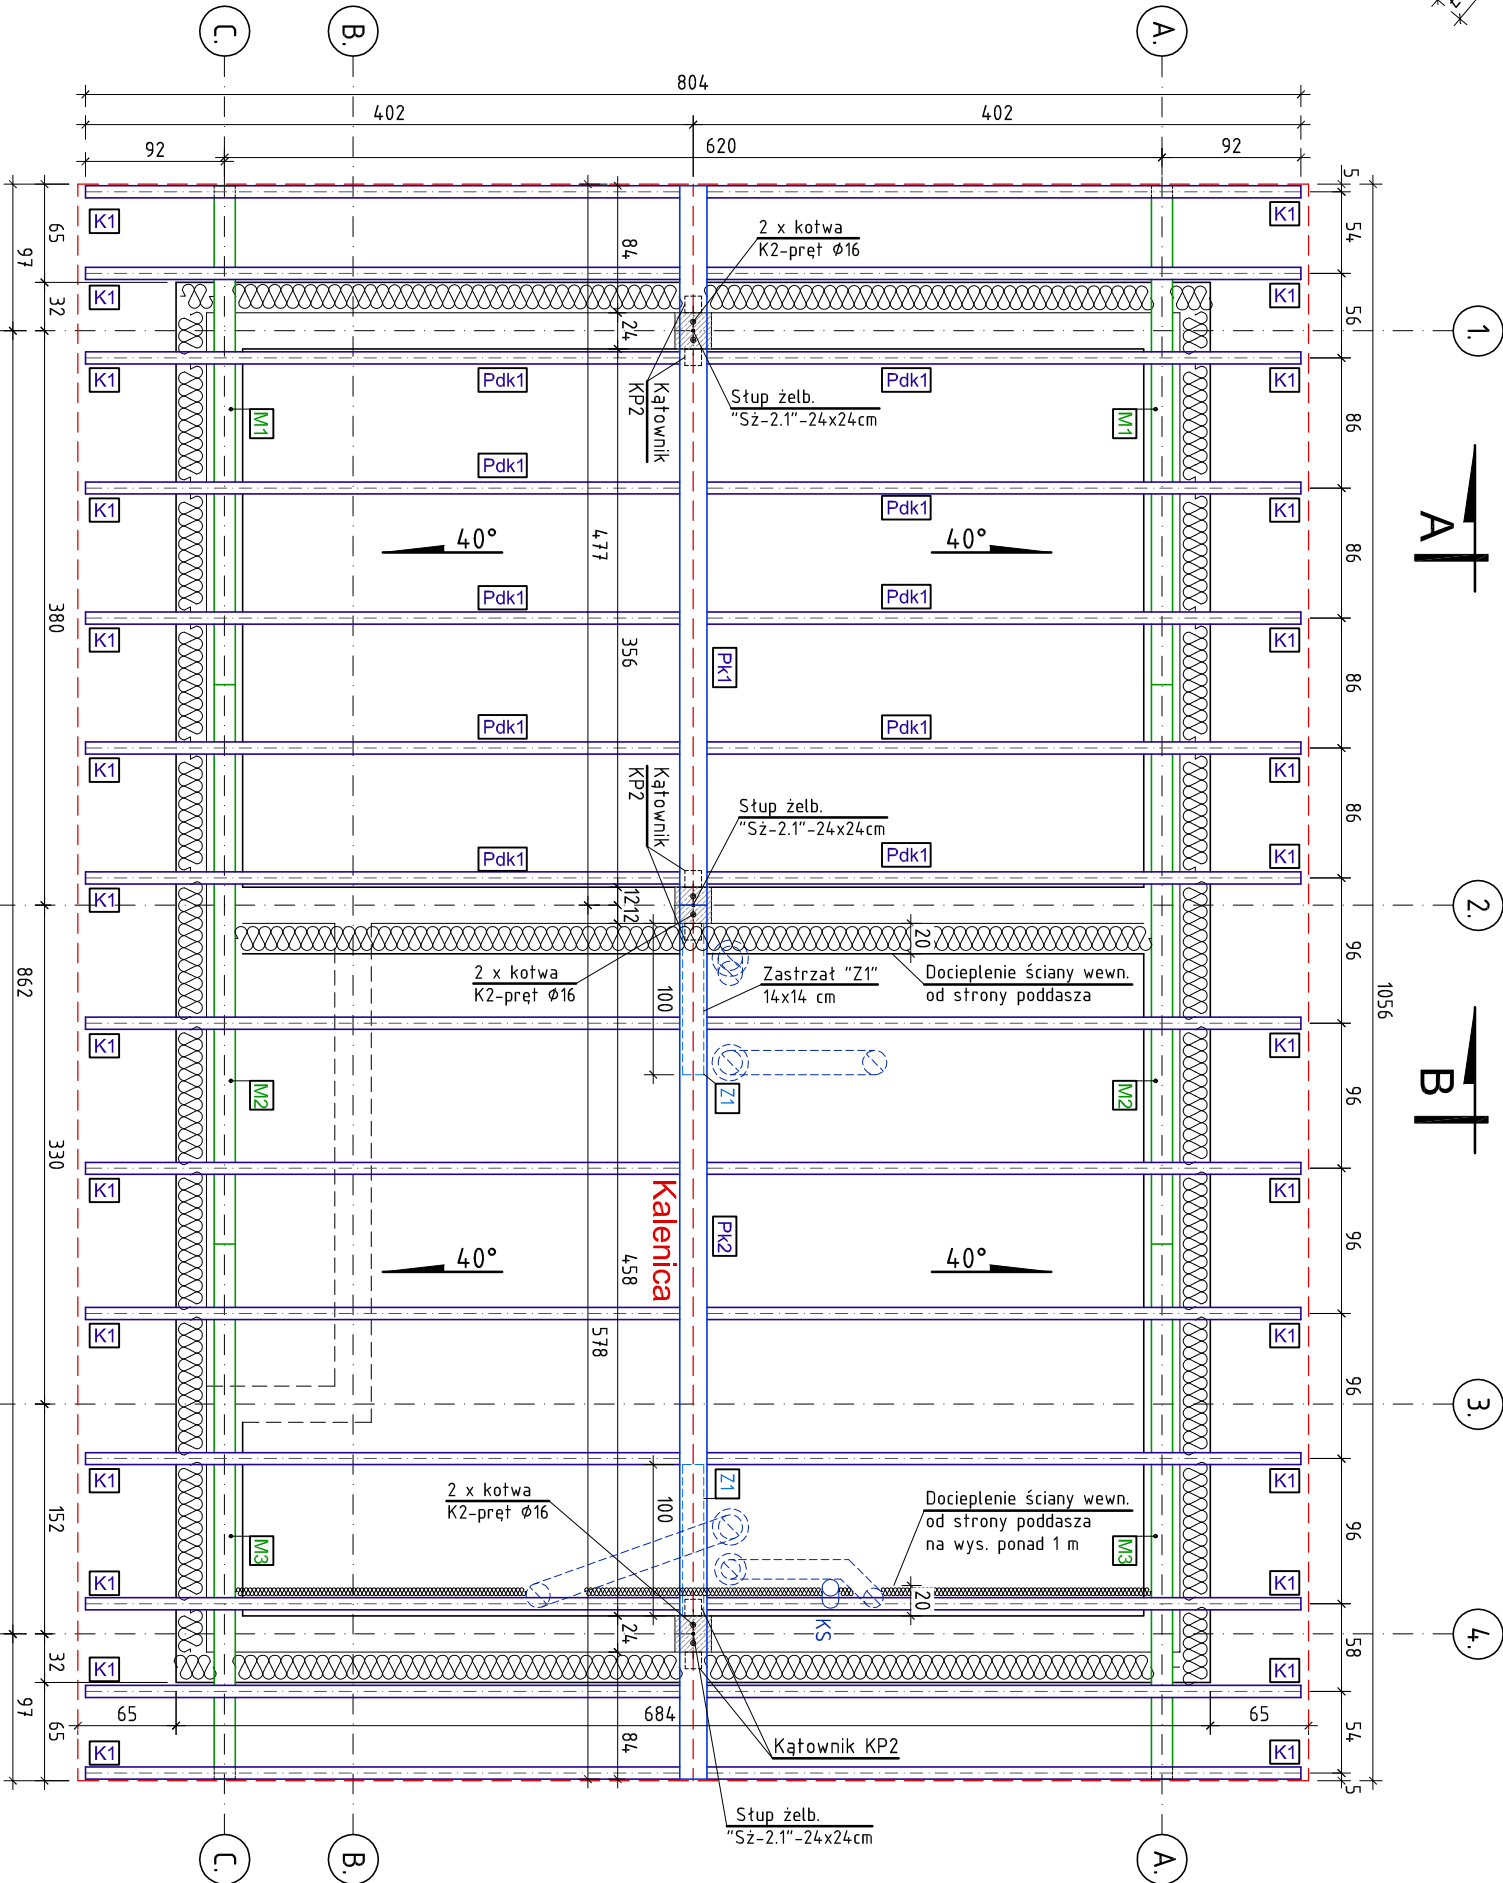 C.
B.
A.
804
402
402
92
620
92
5
K1
K1
65
97
84
2 x kotwa
K2-pręt Φ16
54
K1
K1
32
24
56
1.
K1
Pdk1
Kątownik
KP2
Słup żelb.
"Sż-2.1"-24x24cm
Pdk1
K1
M1
M1
86
Pdk1
K1
Pdk1
K1
A
40°
477
40°
86
Pdk1
Pdk1
380
K1
356
Pk1
K1
86
Pdk1
Pdk1
K1
Kątownik
KP2
K1
Słup żelb.
"Sż-2.1"-24x24cm
86
Pdk1
Pdk1
K1
K1
1212
2.
20
96
862
2 x kotwa
K2-pręt Φ16
100
Zastrzał "Z1"
14x14 cm
Docieplenie ściany wewn.
od strony poddasza
1056
K1
K1
M2
Z1
M2
96
B
330
K1
Kalenica
K1
Pk2
40°
458
40°
96
K1
578
K1
96
3.
K1
2 x kotwa
K2-pręt Φ16
100
Z1
Docieplenie ściany wewn.
od strony poddasza
na wys. ponad 1 m
K1
152
M3
M3
96
K1
K1
20
KS
24
4.
32
58
K1
K1
97
65
65
684
65
84
54
Kątownik KP2
K1
K1
5
Słup żelb.
"Sż-2.1"-24x24cm
C.
B.
A.